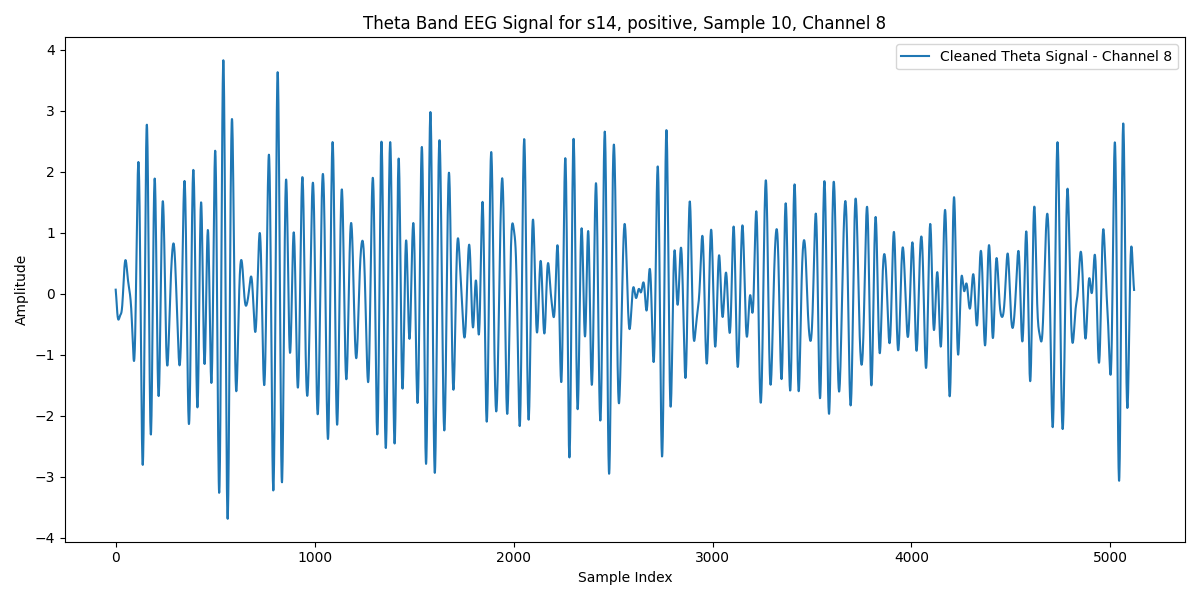 Theta Band EEG Signal for s14, positive, Sample 10, Channel 8
Cleaned Theta Signal - Channel 8
Amplitude
4
3
2
1
0
−1
−2
−3
−4
0 1000 2000 3000 4000 5000
Sample Index